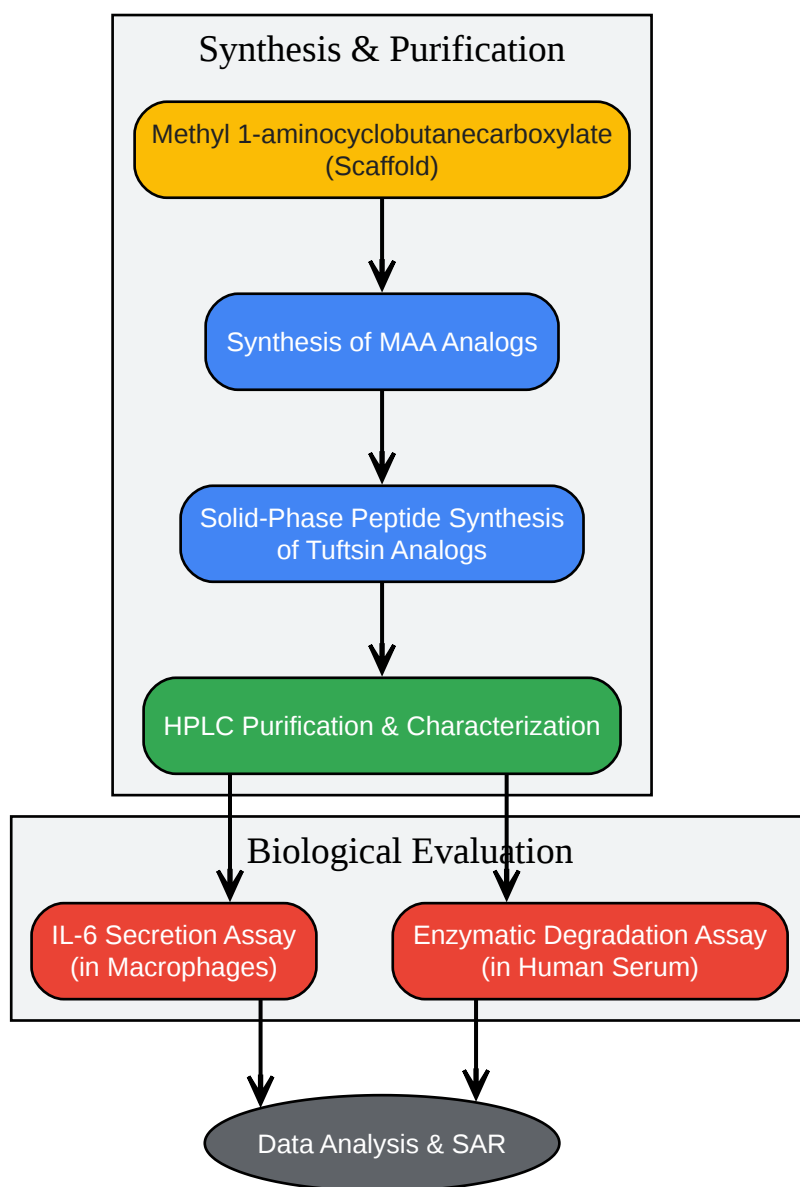 Synthesis & Purification
Methyl 1-aminocyclobutanecarboxylate
(Scaffold)
Synthesis of MAA Analogs
Solid-Phase Peptide Synthesis
of Tuftsin Analogs
HPLC Purification & Characterization
Biological Evaluation
IL-6 Secretion Assay
(in Macrophages)
Enzymatic Degradation Assay
(in Human Serum)
Data Analysis & SAR